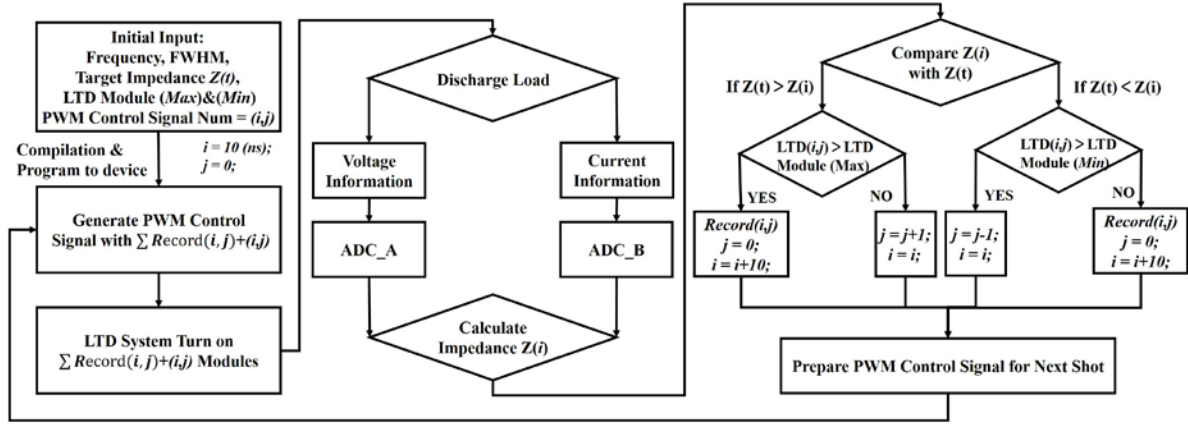 Initial Input:
Frequency, FWHM,
Target Impedance Z(t),
LTD Module (Max)&(Min)
PWM Control Signal Num = (i,j)
Compilation &
Program to device
i = 10 (ns);
j = 0;
Generate PWM Control
Signal with ∑ Record(i, j)+(i,j)
LTD System Turn on
∑ Record(i, j)+(i,j) Modules
Discharge Load
Voltage
Information
Current
Information
ADC_A
ADC_B
Calculate
Impedance Z(i)
Compare Z(i)
with Z(t)
If Z(t) > Z(i)
If Z(t) < Z(i)
LTD(i,j) > LTD
Module (Max)
LTD(i,j) > LTD
Module (Min)
YES
NO
YES
NO
Record(i,j)
j = 0;
i = i+10;
j = j+1;
i = i;
j = j-1;
i = i;
Record(i,j)
j = 0;
i = i+10;
Prepare PWM Control Signal for Next Shot